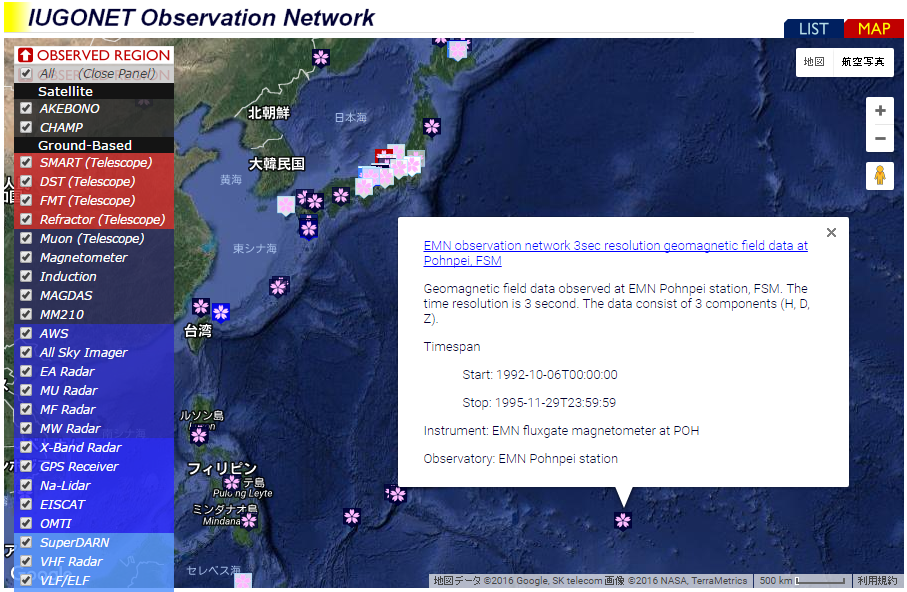 IUGONET Observation Network
LIST
MAP
OBSERVED REGION
All (Close Panel)
Satellite
AKEBONO
CHAMP
Ground-Based
SMART (Telescope)
DST (Telescope)
FMT (Telescope)
Refractor (Telescope)
Muon (Telescope)
Magnetometer
Induction
MAGDAS
MM210
AWS
All Sky Imager
EA Radar
MU Radar
MF Radar
MW Radar
X-Band Radar
GPS Receiver
Na-Lidar
EISCAT
OMTI
SuperDARN
VHF Radar
VLF/ELF
地図
航空写真
北朝鮮
日本海
大韓民国
黄海
東シナ海
台湾
ルソン島
Luzon
フィリピン
テ島
Pulo ng Leyte
ミンダナオ島
Mindanao
セレベス海
EMN observation network 3sec resolution geomagnetic field data at
Pohnpei, FSM
Geomagnetic field data observed at EMN Pohnpei station, FSM. The
time resolution is 3 second. The data consist of 3 components (H, D,
Z).
Timespan
Start: 1992-10-06T00:00:00
Stop: 1995-11-29T23:59:59
Instrument: EMN fluxgate magnetometer at POH
Observatory: EMN Pohnpei station
地図データ ©2016 Google, SK telecom 画像 ©2016 NASA, TerraMetrics
500 km
利用規約